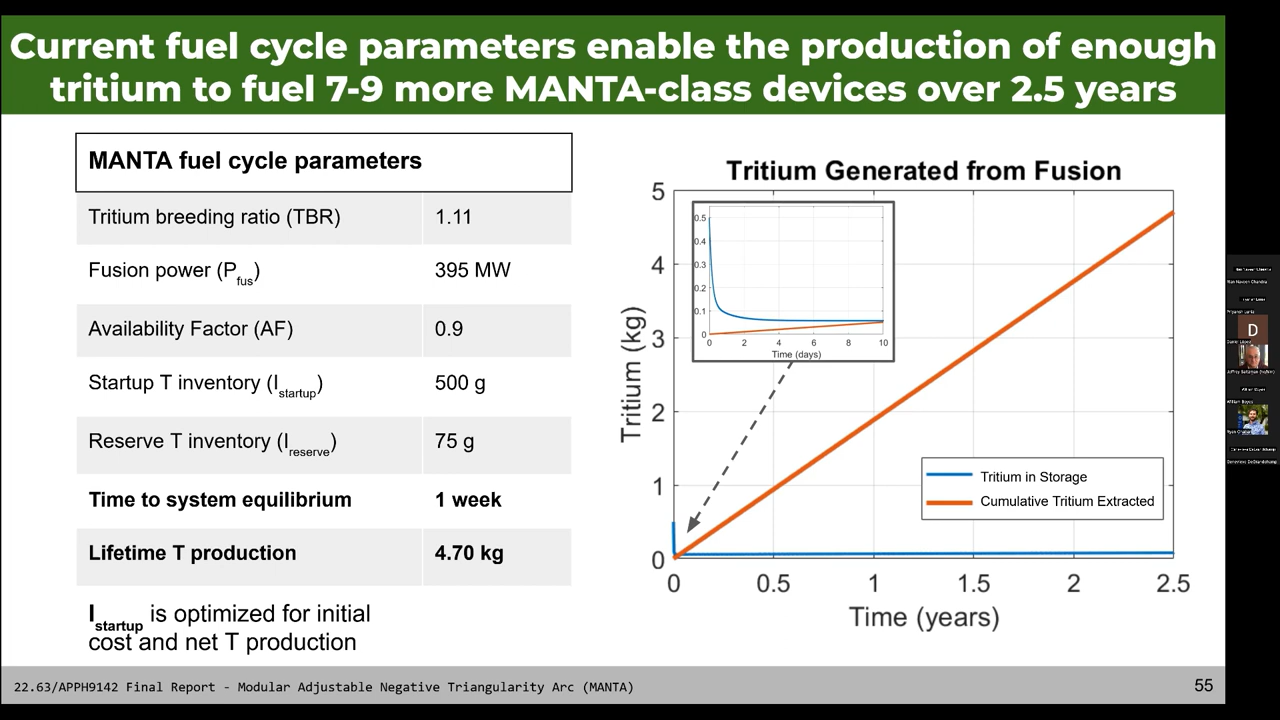 Current fuel cycle parameters enable the production of enough
tritium to fuel 7-9 more MANTA-class devices over 2.5 years
MANTA fuel cycle parameters
Tritium breeding ratio (TBR) 1.11
Fusion power (Pfus) 395 MW
Availability Factor (AF) 0.9
Startup T inventory (Istartup) 500 g
Reserve T inventory (Ireserve) 75 g
Time to system equilibrium 1 week
Lifetime T production 4.70 kg
Istartup is optimized for initial
cost and net T production
Tritium Generated from Fusion
Tritium (kg)
5
4
3
2
1
0
0 0.5 1 1.5 2 2.5
Time (years)
0.5
0.4
0.3
0.2
0.1
0
0 2 4 6 8 10
Time (days)
Tritium in Storage
Cumulative Tritium Extracted
22.63/APPH9142 Final Report - Modular Adjustable Negative Triangularity Arc (MANTA)
55
D